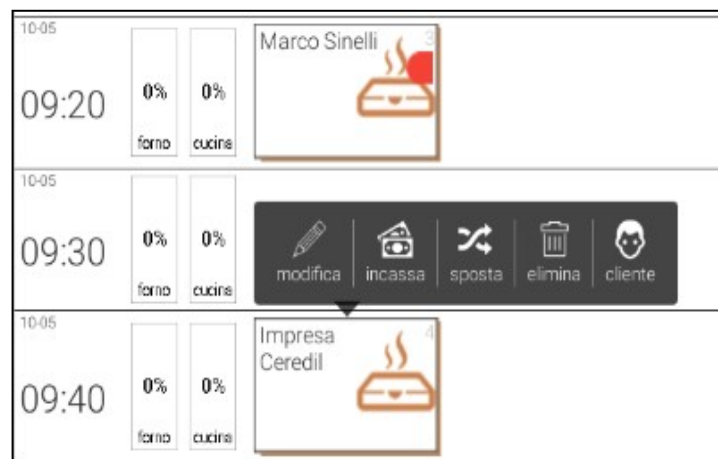 10-05
09:20
0%
forno
0%
cucina
Marco Sinelli
3
10-05
09:30
0%
forno
0%
cucina
modifica
incassa
sposta
elimina
cliente
10-05
09:40
0%
forno
0%
cucina
Impresa
Ceredil
4